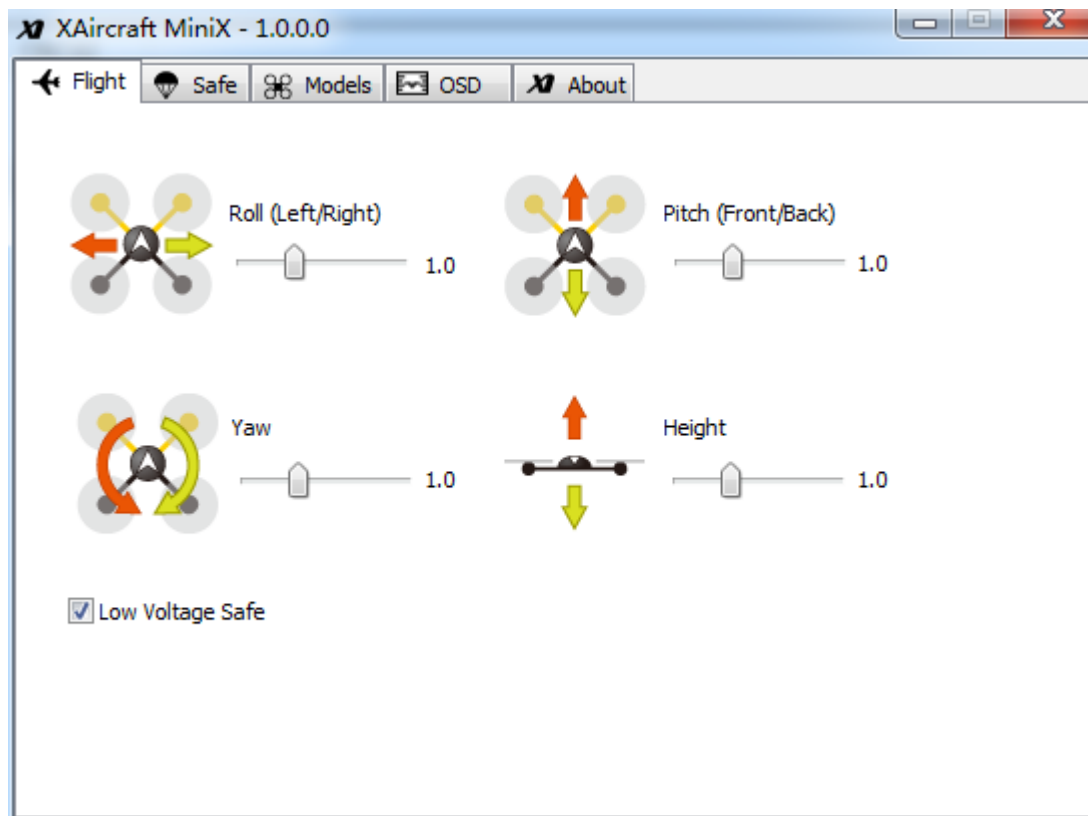 XAircraft MiniX - 1.0.0.0
Flight Safe Models OSD About
Roll (Left/Right)
1.0
Pitch (Front/Back)
1.0
Yaw
1.0
Height
1.0
Low Voltage Safe